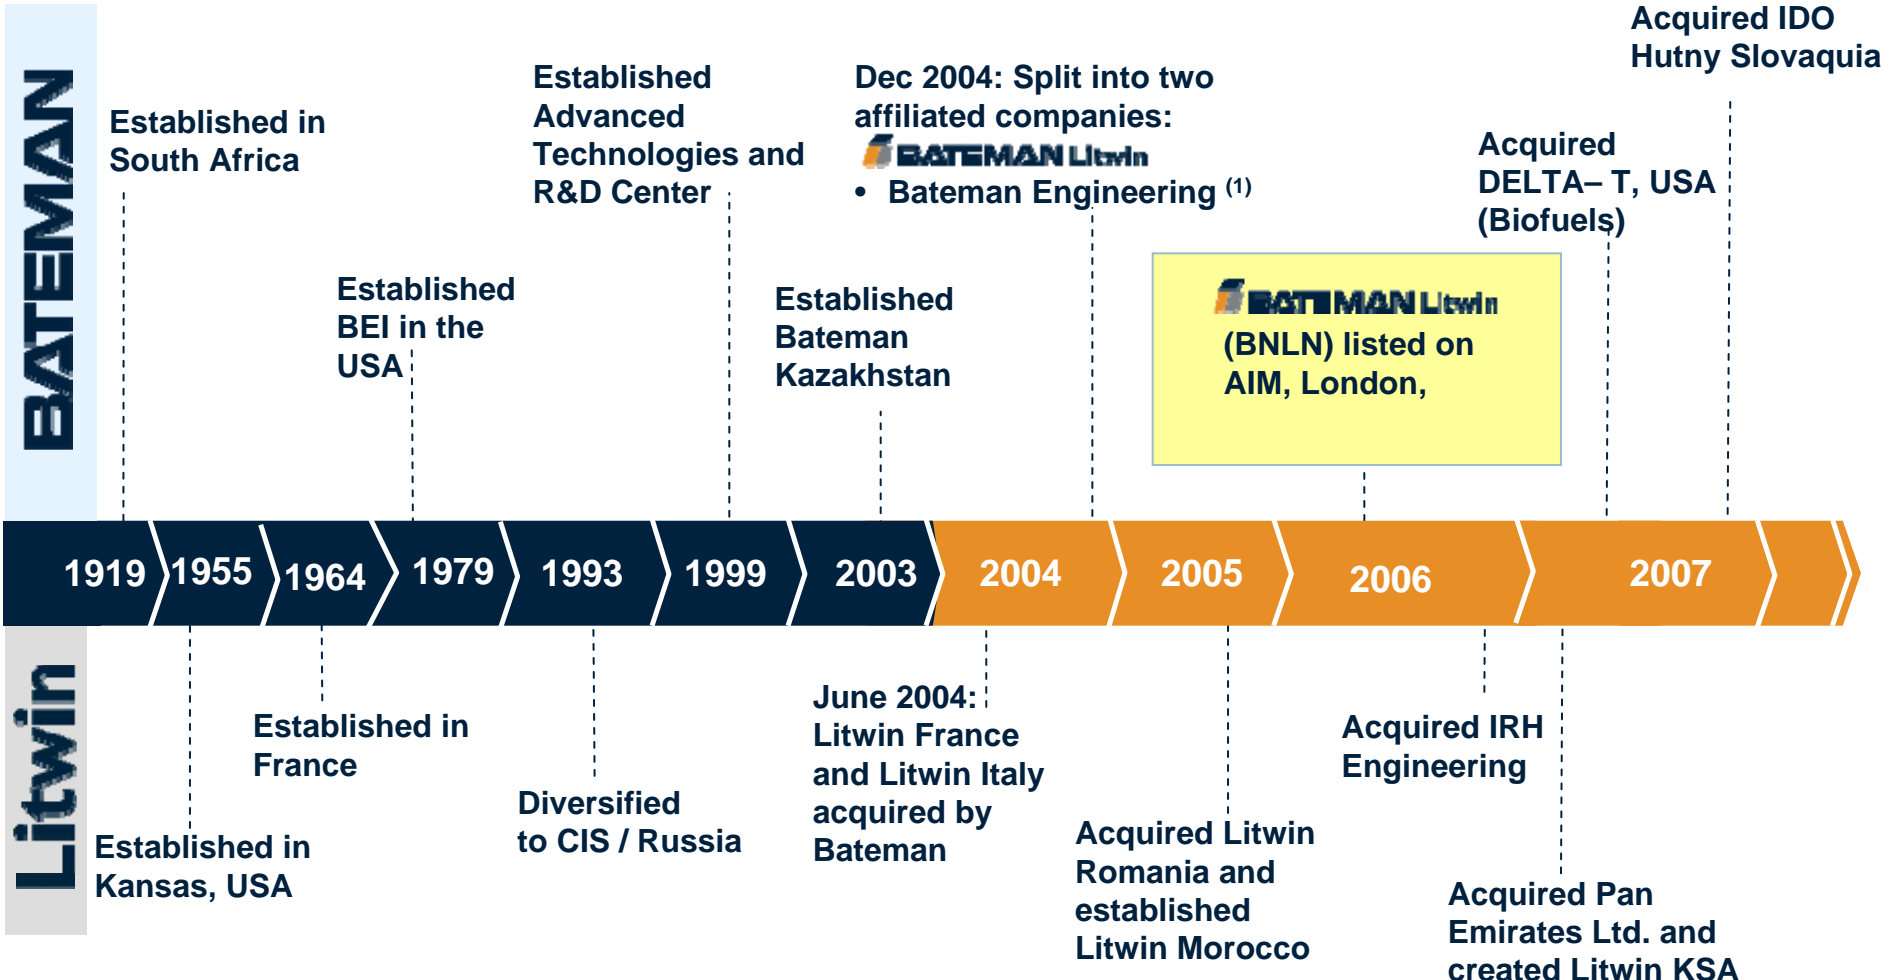 BATEMAN
Established in
South Africa
Established
BEI in the
USA
Established
Advanced
Technologies and
R&D Center
Established
Bateman
Kazakhstan
Dec 2004: Split into two
affiliated companies:
BATEMAN Litwin
• Bateman Engineering (1)
BATEMAN Litwin
(BNLN) listed on
AIM, London,
Acquired
DELTA– T, USA
(Biofuels)
Acquired IDO
Hutny Slovaquia
1919
1955
1964
1979
1993
1999
2003
2004
2005
2006
2007
Litwin
Established in
Kansas, USA
Established in
France
Diversified
to CIS / Russia
June 2004:
Litwin France
and Litwin Italy
acquired by
Bateman
Acquired Litwin
Romania and
established
Litwin Morocco
Acquired IRH
Engineering
Acquired Pan
Emirates Ltd. and
created Litwin KSA